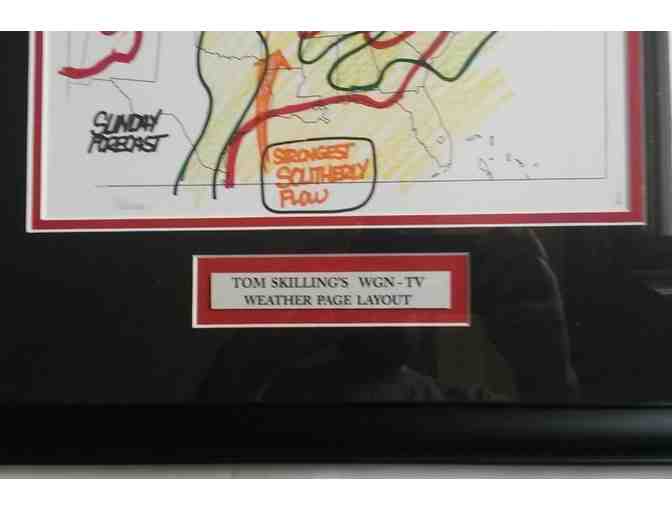 SUNDAY
FORECAST
STRONGEST
SOUTHERLY
FLOW
TOM SKILLING'S WGN-TV
WEATHER PAGE LAYOUT